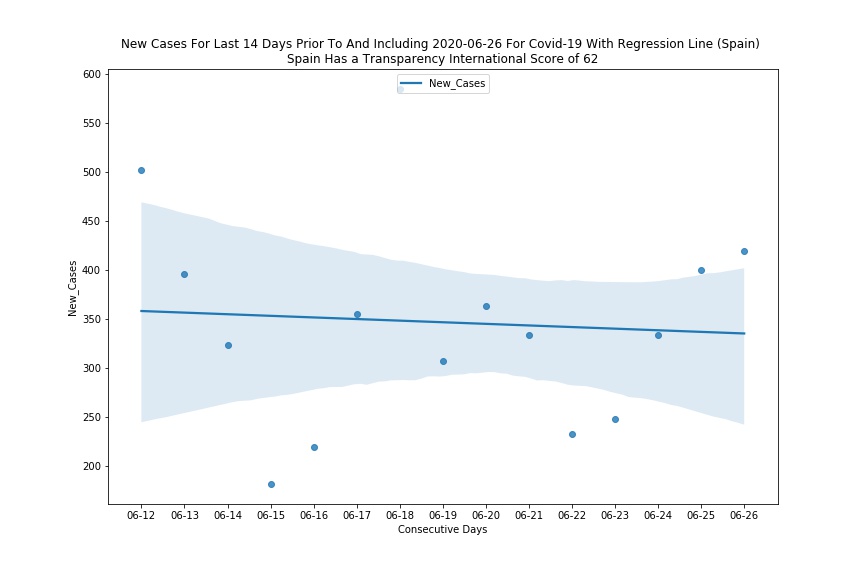 New Cases For Last 14 Days Prior To And Including 2020-06-26 For Covid-19 With Regression Line (Spain)
Spain Has a Transparency International Score of 62
New_Cases
600
550
500
450
400
350
300
250
200
New_Cases
06-12 06-13 06-14 06-15 06-16 06-17 06-18 06-19 06-20 06-21 06-22 06-23 06-24 06-25 06-26
Consecutive Days